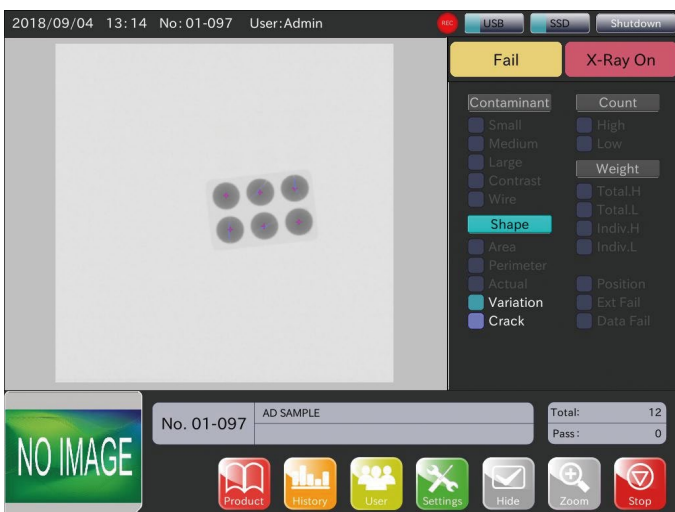 2018/09/04 13:14 No: 01-097 User:Admin REC USB SSD Shutdown
Fail X-Ray On
Contaminant Count
Small High
Medium Low
Large
Contrast Weight
Wire Total.H
Total.L
Shape Indiv.H
Area Indiv.L
Perimeter
Actual Position
Variation Ext Fail
Crack Data Fail
NO IMAGE
No. 01-097
AD SAMPLE
Total: 12
Pass: 0
Product History User Settings Hide Zoom Stop